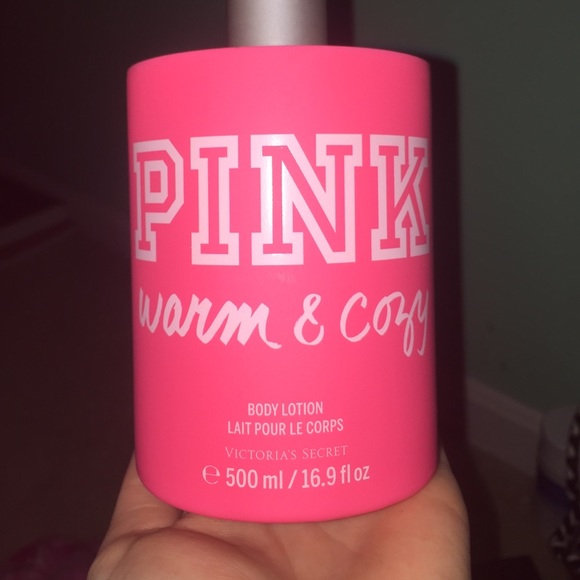 PINK
warm & cozy
BODY LOTION
LAIT POUR LE CORPS
VICTORIA'S SECRET
℮ 500 ml / 16.9 fl oz